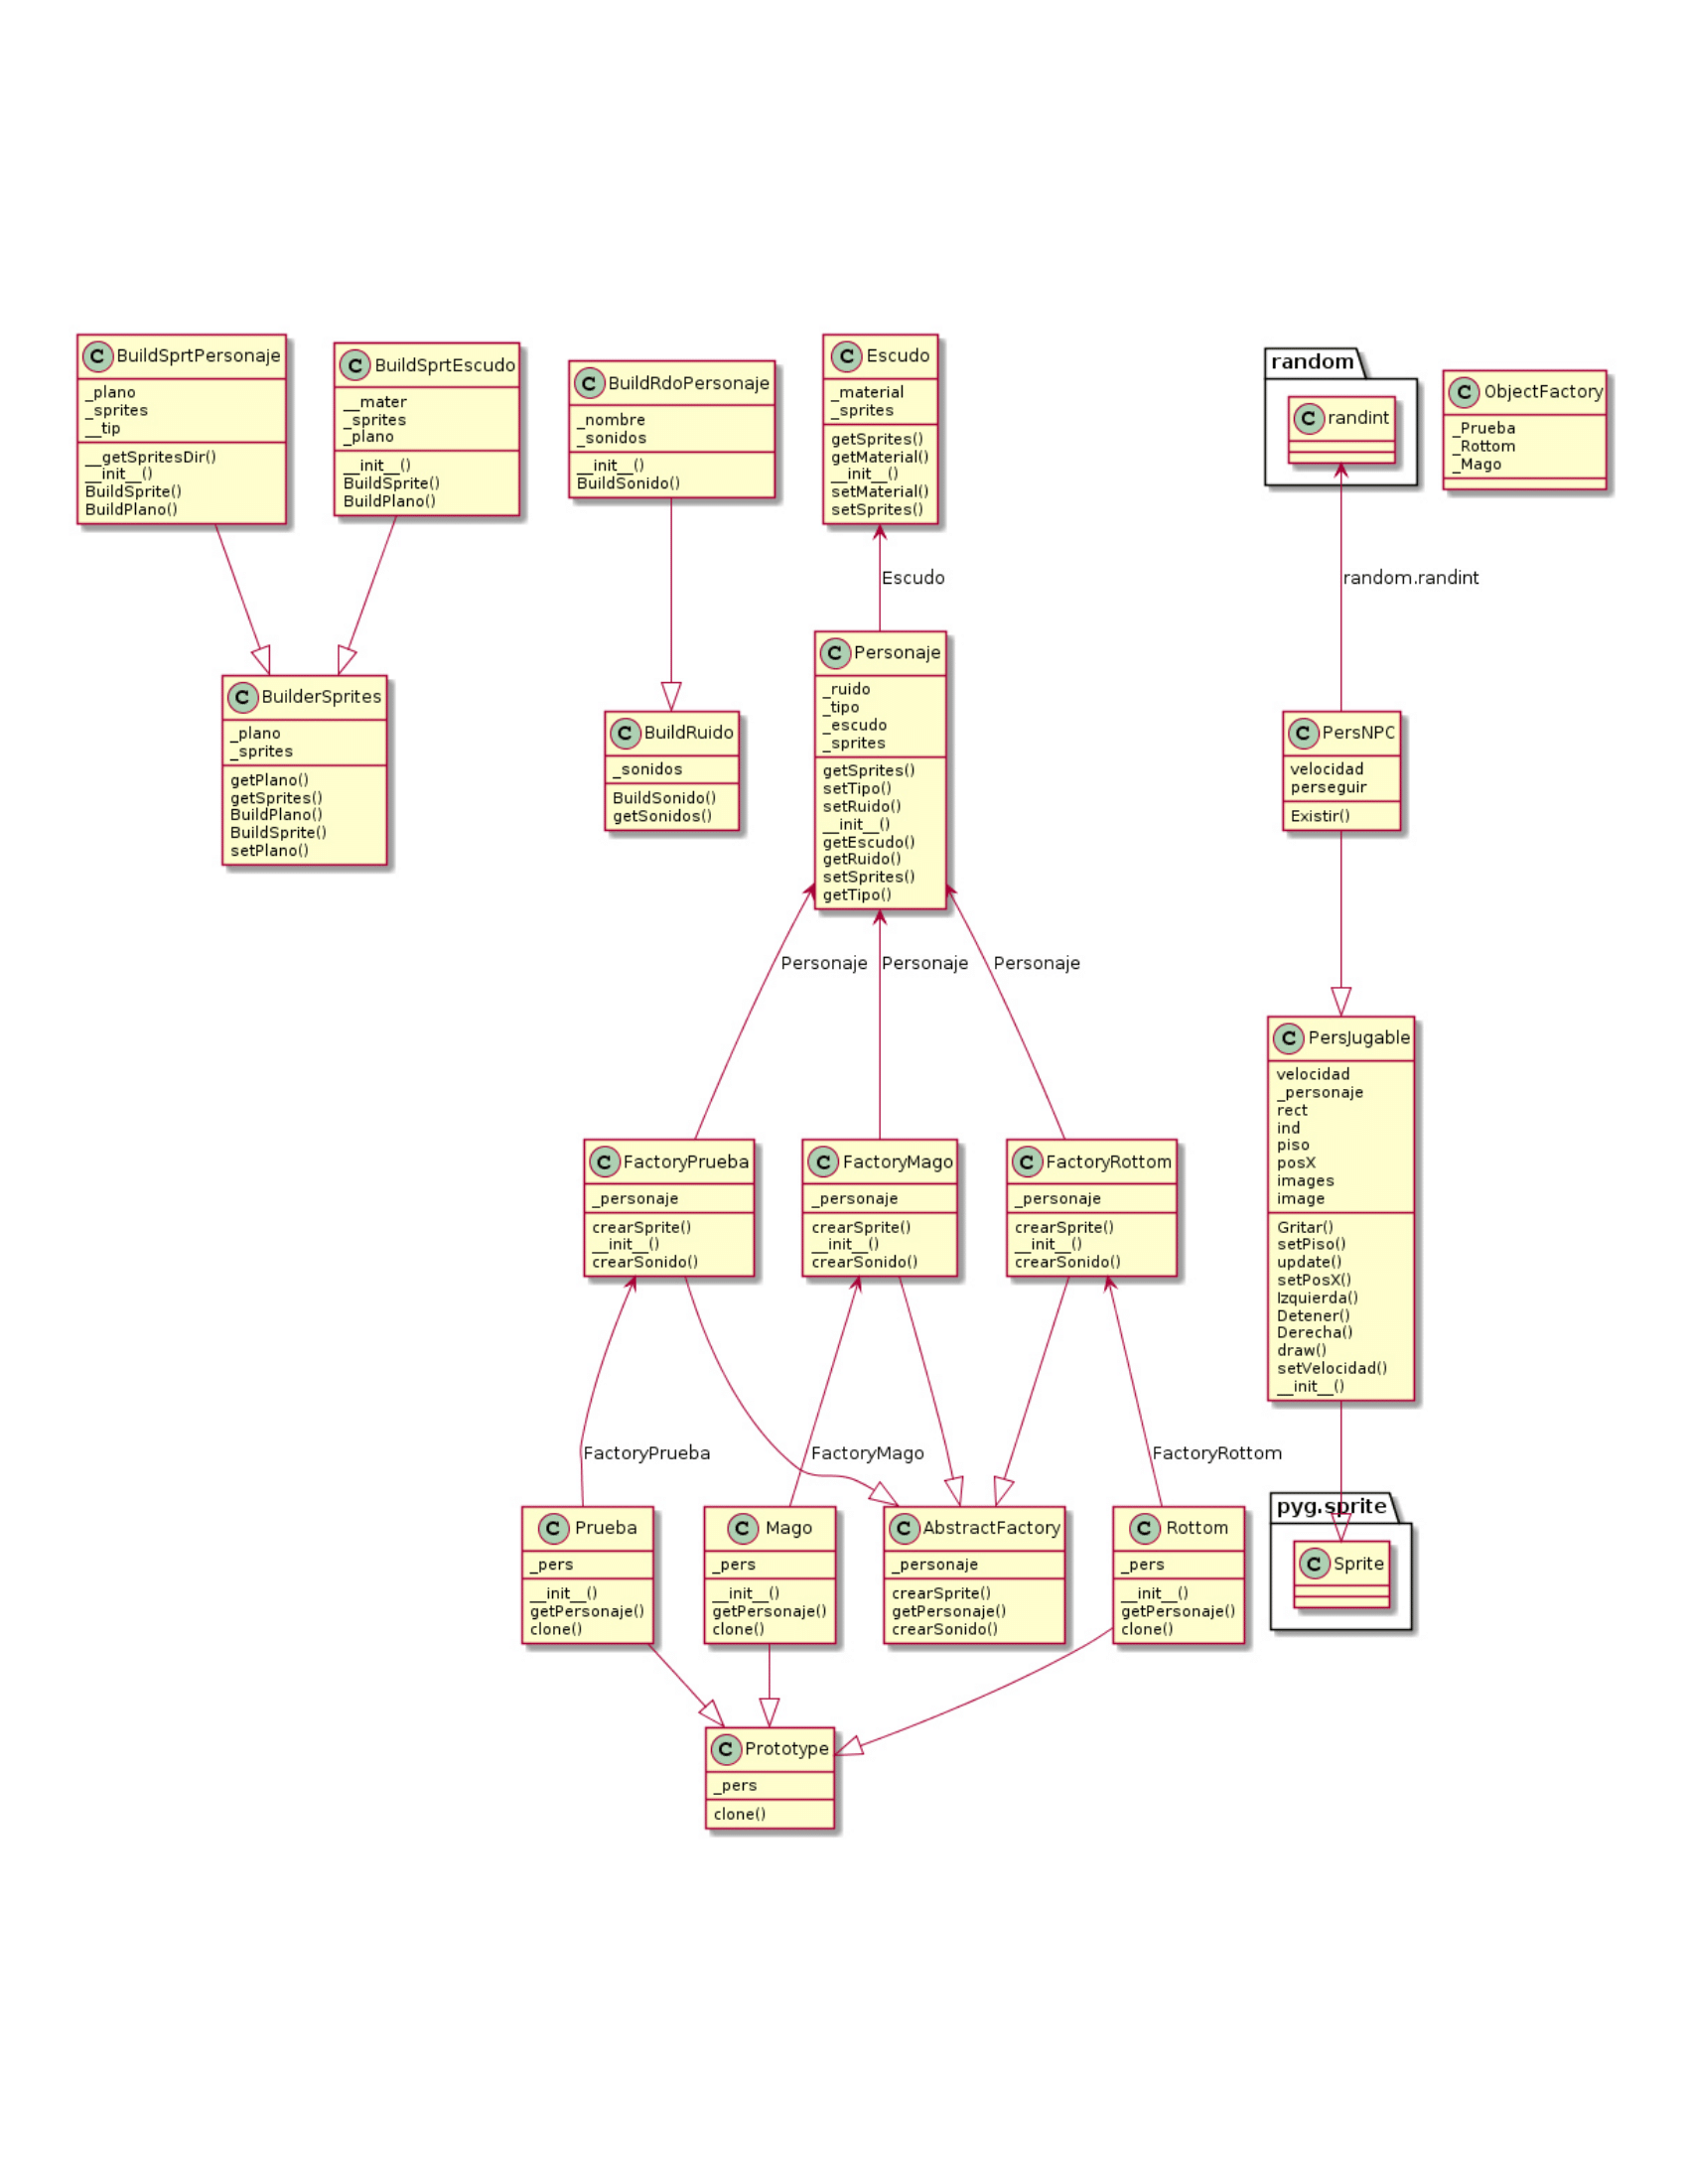 C BuildSprtPersonaje
_plano
_sprites
__tip
__getSpritesDir()
__init__()
BuildSprite()
BuildPlano()
C BuildSprtEscudo
__mater
_sprites
_plano
__init__()
BuildSprite()
BuildPlano()
C BuildRdoPersonaje
_nombre
_sonidos
__init__()
BuildSonido()
C Escudo
_material
_sprites
getSprites()
getMaterial()
__init__()
setMaterial()
setSprites()
random
C randint
C ObjectFactory
_Prueba
_Rottom
_Mago
Escudo
random.randint
C BuilderSprites
_plano
_sprites
getPlano()
getSprites()
BuildPlano()
BuildSprite()
setPlano()
C BuildRuido
_sonidos
BuildSonido()
getSonidos()
C Personaje
_ruido
_tipo
_escudo
_sprites
getSprites()
setTipo()
setRuido()
__init__()
getEscudo()
getRuido()
setSprites()
getTipo()
C PersNPC
velocidad
perseguir
Existir()
Personaje
Personaje
Personaje
C FactoryPrueba
_personaje
crearSprite()
__init__()
crearSonido()
C FactoryMago
_personaje
crearSprite()
__init__()
crearSonido()
C FactoryRottom
_personaje
crearSprite()
__init__()
crearSonido()
C PersJugable
velocidad
_personaje
rect
ind
piso
posX
images
image
Gritar()
setPiso()
update()
setPosX()
Izquierda()
Detener()
Derecha()
draw()
setVelocidad()
__init__()
FactoryPrueba
FactoryMago
FactoryRottom
C Prueba
_pers
__init__()
getPersonaje()
clone()
C Mago
_pers
__init__()
getPersonaje()
clone()
C AbstractFactory
_personaje
crearSprite()
getPersonaje()
crearSonido()
C Rottom
_pers
__init__()
getPersonaje()
clone()
pyg.sprite
C Sprite
C Prototype
_pers
clone()